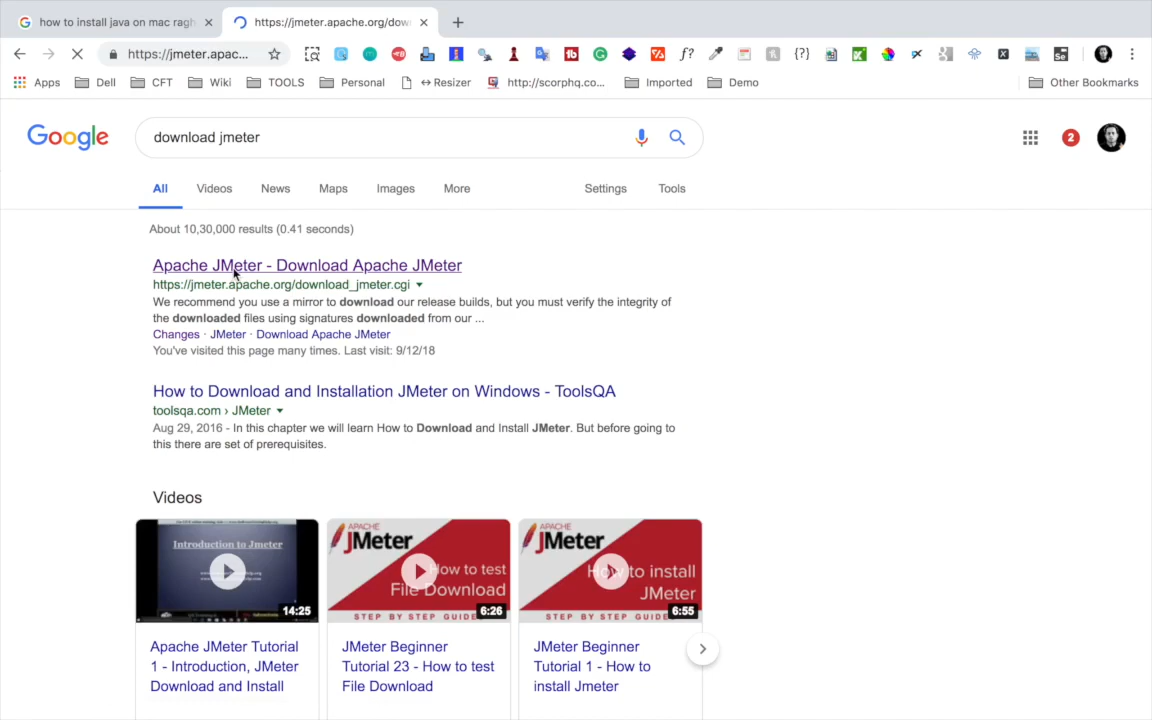 how to install java on mac ragh
https://jmeter.apache.org/dow
https://jmeter.apac...
f?
{?}
Se
Apps
Dell
CFT
Wiki
TOOLS
Personal
↔Resizer
http://scorphq.co...
Imported
Demo
Other Bookmarks
Google
download jmeter
2
All
Videos
News
Maps
Images
More
Settings
Tools
About 10,30,000 results (0.41 seconds)
Apache JMeter - Download Apache JMeter
https://jmeter.apache.org/download_jmeter.cgi
We recommend you use a mirror to download our release builds, but you must verify the integrity of
the downloaded files using signatures downloaded from our ...
Changes · JMeter · Download Apache JMeter
You've visited this page many times. Last visit: 9/12/18
How to Download and Installation JMeter on Windows - ToolsQA
toolsqa.com › JMeter
Aug 29, 2016 - In this chapter we will learn How to Download and Install JMeter. But before going to
this there are set of prerequisites.
Videos
Introduction to Jmeter
14:25
APACHE
JMeter
How to test
File Download
STEP BY STEP GUIDE
6:26
APACHE
JMeter
How to install
JMeter
STEP BY STEP GUIDE
6:55
Apache JMeter Tutorial
1 - Introduction, JMeter
Download and Install
JMeter Beginner
Tutorial 23 - How to test
File Download
JMeter Beginner
Tutorial 1 - How to
install Jmeter